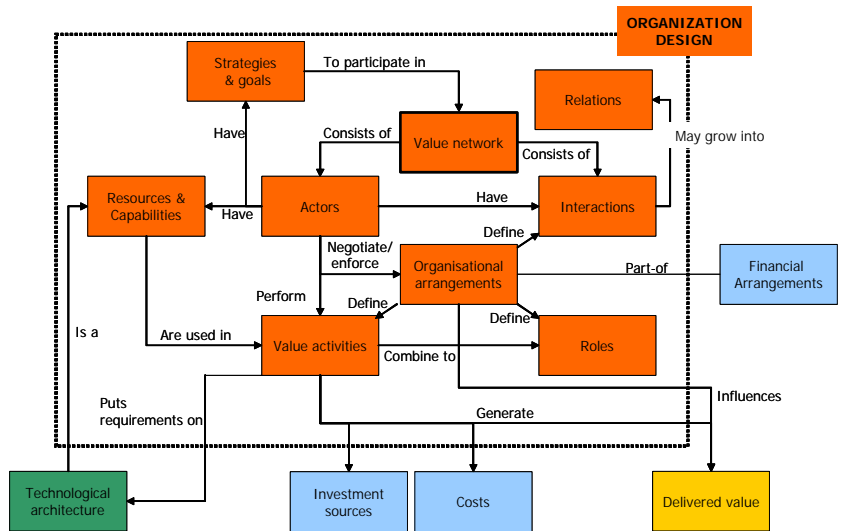 ORGANIZATION
DESIGN
Strategies
& goals
To participate in
Relations
Have
Consists of
Value network
May grow into
Consists of
Resources &
Capabilities
Have
Actors
Have
Interactions
Define
Negotiate/
enforce
Organisational
arrangements
Part-of
Financial
Arrangements
Perform
Define
Define
Is a
Are used in
Value activities
Combine to
Roles
Puts
requirements on
Generate
Influences
Technological
architecture
Investment
sources
Costs
Delivered value